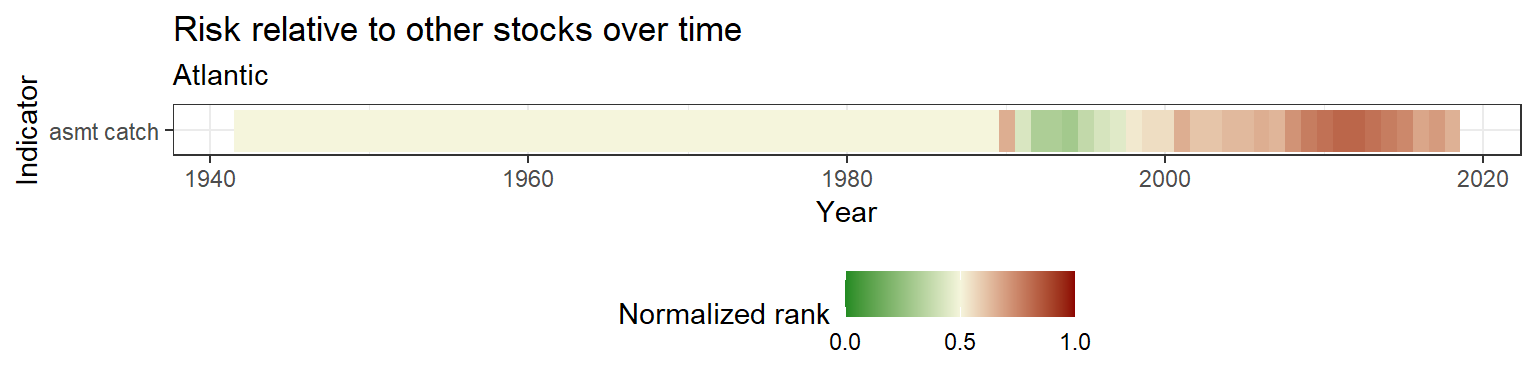 Risk relative to other stocks over time
Atlantic
Indicator
asmt catch
1940 1960 1980 2000 2020
Year
Normalized rank
0.0 0.5 1.0